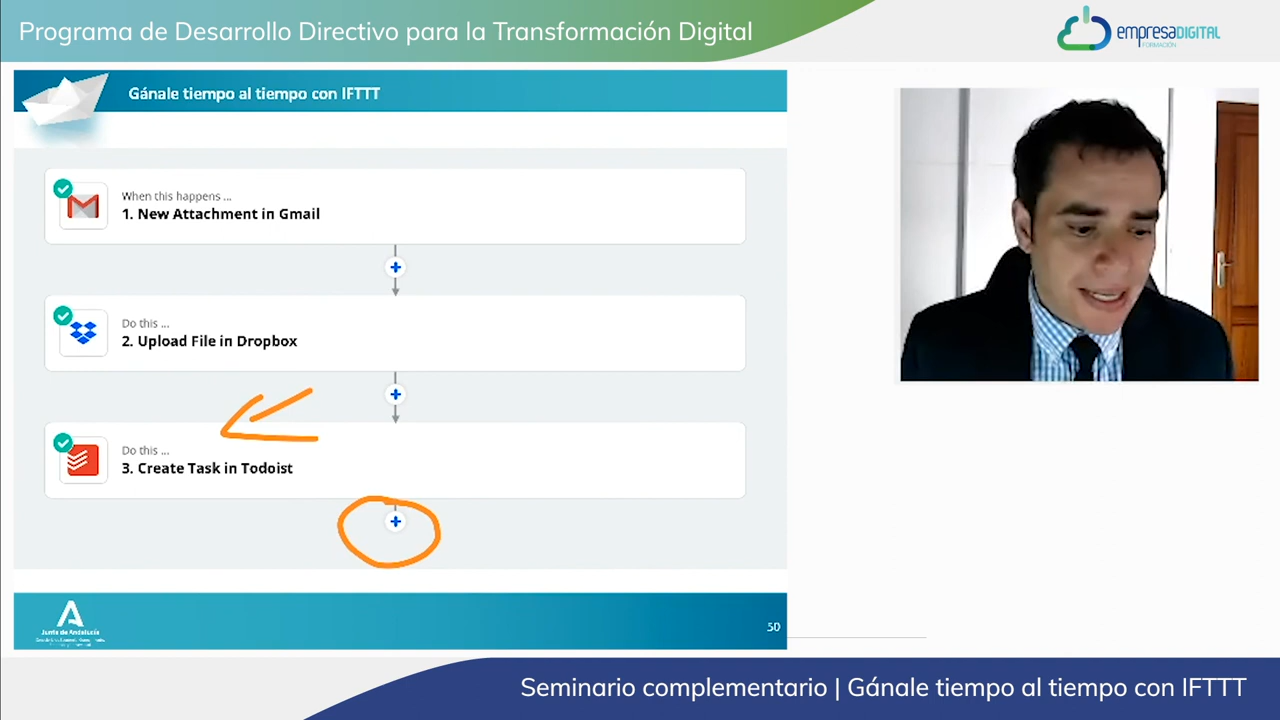 Programa de Desarrollo Directivo para la Transformación Digital
empresaDIGITAL
FORMACIÓN
Gánale tiempo al tiempo con IFTTT
When this happens ...
1. New Attachment in Gmail
Do this ...
2. Upload File in Dropbox
Do this ...
3. Create Task in Todoist
Junta de Andalucía
50
Seminario complementario | Gánale tiempo al tiempo con IFTTT